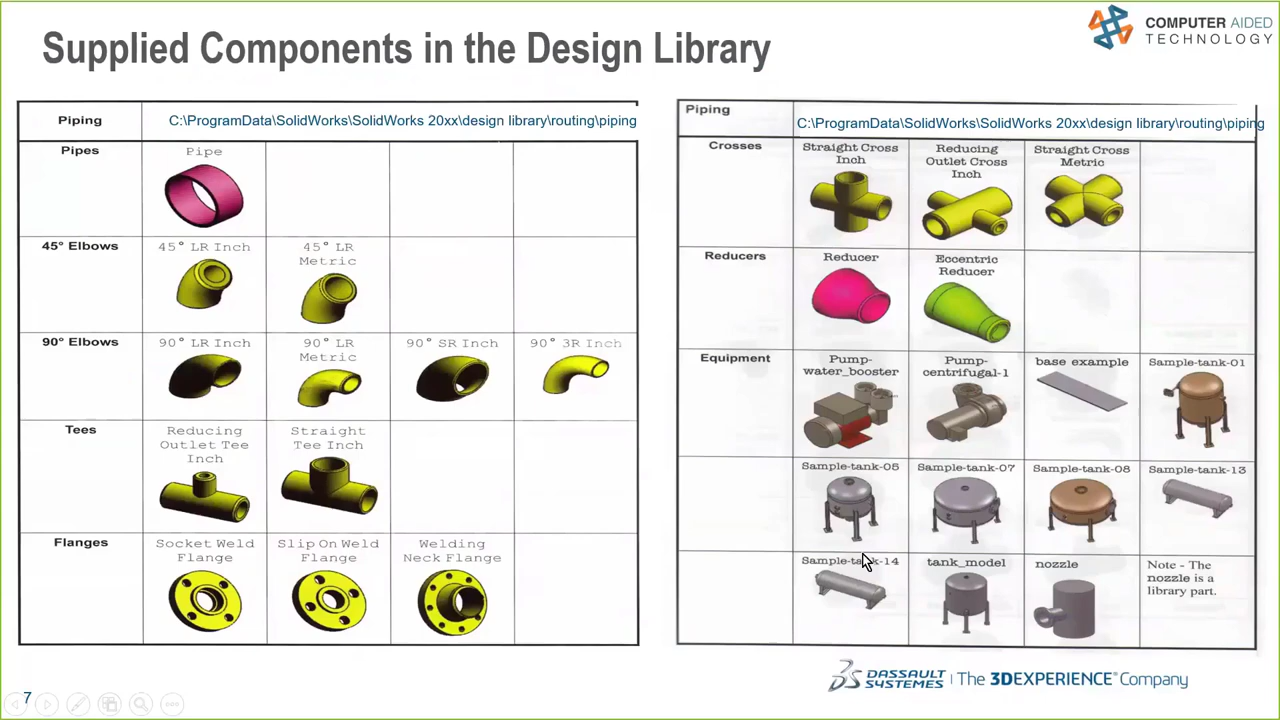 Supplied Components in the Design Library
COMPUTER AIDED
TECHNOLOGY
Piping
C:\ProgramData\SolidWorks\SolidWorks 20xx\design library\routing\piping
Pipes
Pipe
45° Elbows
45° LR Inch
45° LR
Metric
90° Elbows
90° LR Inch
90° LR
Metric
90° SR Inch
90° 3R Inch
Tees
Reducing
Outlet Tee
Inch
Straight
Tee Inch
Flanges
Socket Weld
Flange
Slip On Weld
Flange
Welding
Neck Flange
Piping
C:\ProgramData\SolidWorks\SolidWorks 20xx\design library\routing\piping
Crosses
Straight Cross
Inch
Reducing
Outlet Cross
Inch
Straight Cross
Metric
Reducers
Reducer
Eccentric
Reducer
Equipment
Pump-
water_booster
Pump-
centrifugal-1
base example
Sample-tank-01
Sample-tank-05
Sample-tank-07
Sample-tank-08
Sample-tank-13
Sample-tank-14
tank_model
nozzle
Note - The
nozzle is a
library part.
7
DASSAULT
SYSTEMES
The 3DEXPERIENCE® Company